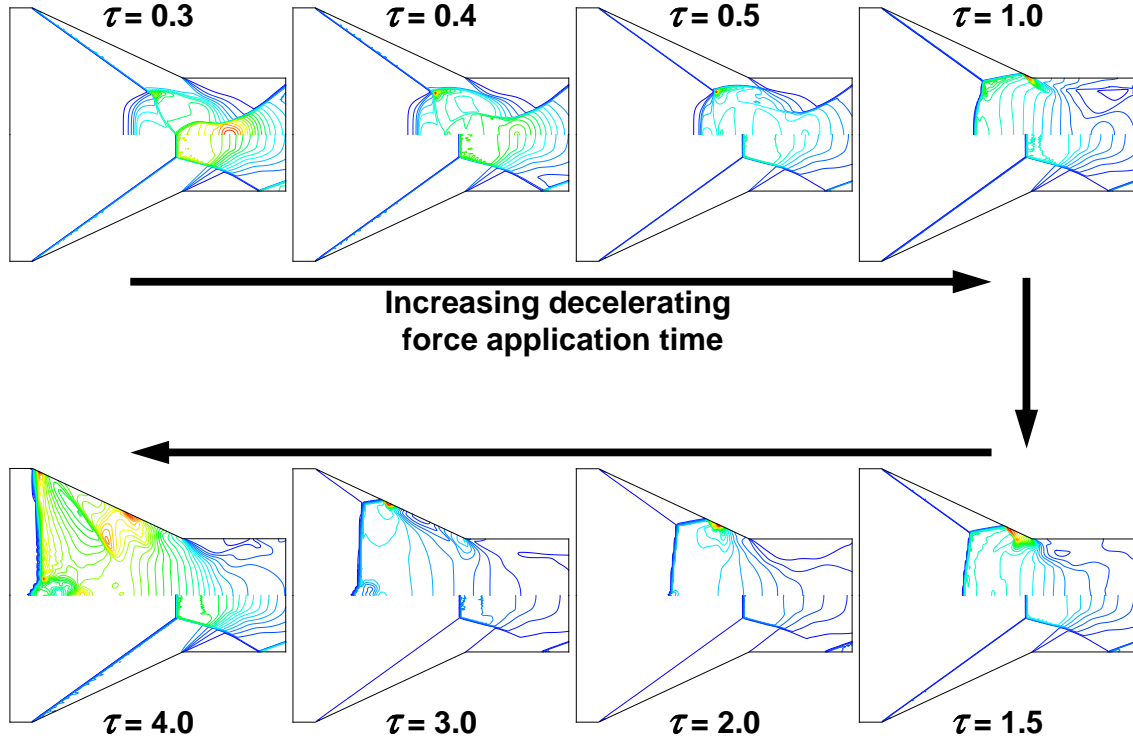 τ = 0.3
τ = 0.4
τ = 0.5
τ = 1.0
Increasing decelerating
force application time
τ = 4.0
τ = 3.0
τ = 2.0
τ = 1.5